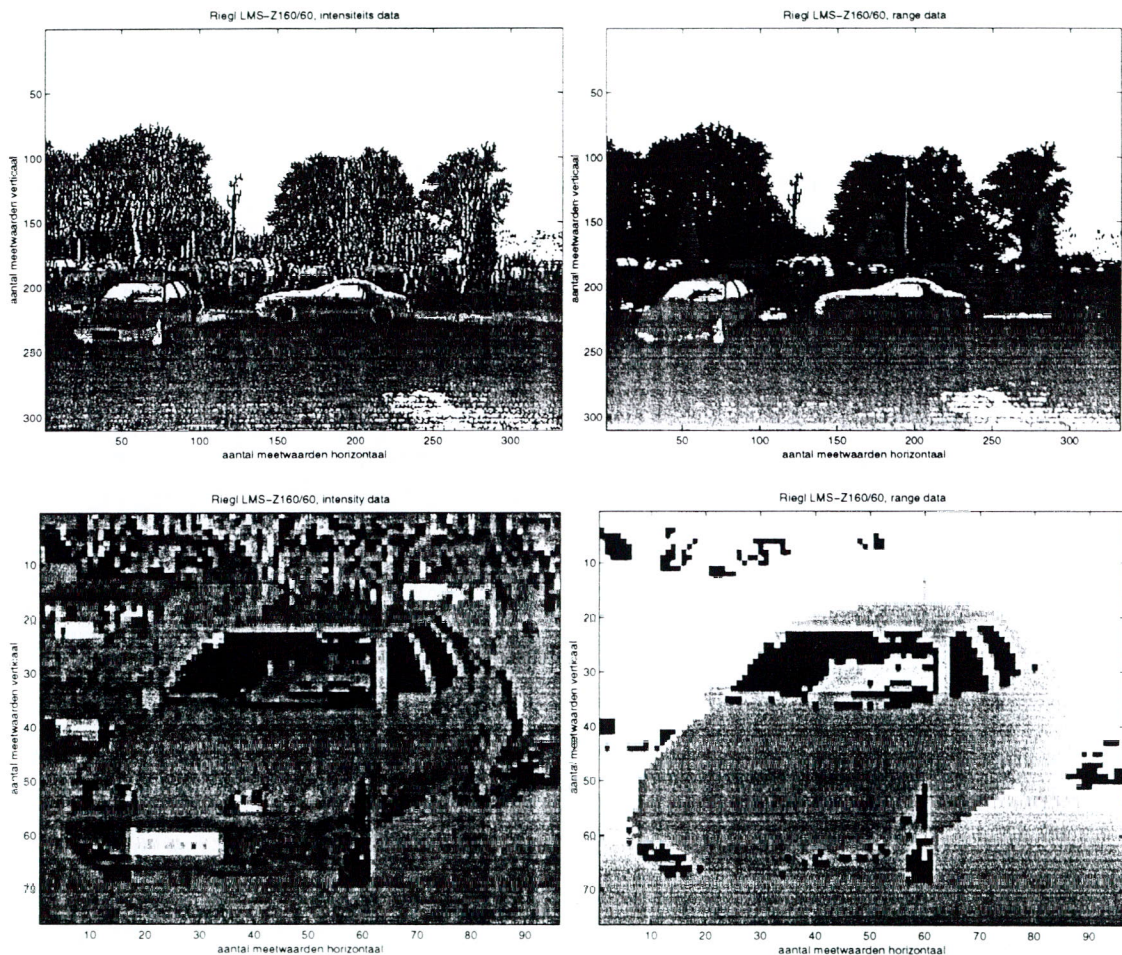 Riegl LMS-Z160/60, intensiteits data
50
100
150
200
250
300
aantal meetwaarden verticaal
50 100 150 200 250 300
aantal meetwaarden horizontaal
Riegl LMS-Z160/60, range data
50
100
150
200
250
300
aantal meetwaarden verticaal
50 100 150 200 250 300
aantal meetwaarden horizontaal
Riegl LMS-Z160/60, intensity data
10
20
30
40
50
60
70
aantal meetwaarden verticaal
10 20 30 40 50 60 70 80 90
aantal meetwaarden horizontaal
Riegl LMS-Z160/60, range data
10
20
30
40
50
60
70
aantal meetwaarden verticaal
10 20 30 40 50 60 70 80 90
aantal meetwaarden horizontaal